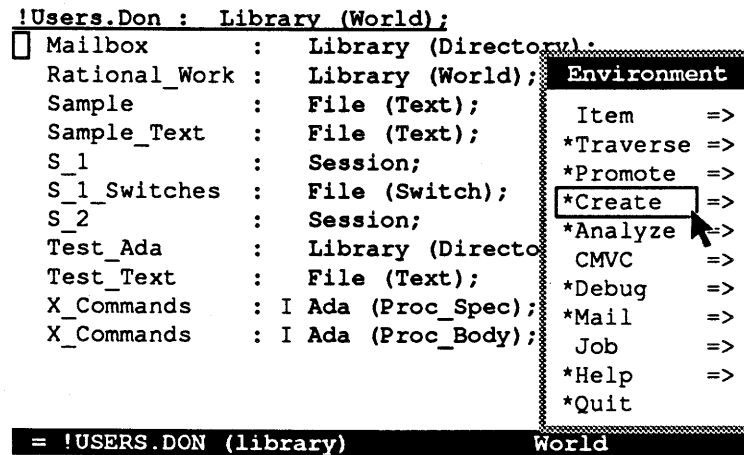 !Users.Don : Library (World);
Mailbox : Library (Directory);
Rational_Work : Library (World);
Sample : File (Text);
Sample_Text : File (Text);
S_1 : Session;
S_1_Switches : File (Switch);
S_2 : Session;
Test_Ada : Library (Directo
Test_Text : File (Text);
X_Commands : I Ada (Proc_Spec);
X_Commands : I Ada (Proc_Body);
Environment
Item =>
*Traverse =>
*Promote =>
*Create =>
*Analyze =>
CMVC =>
*Debug =>
*Mail =>
Job =>
*Help =>
*Quit
= !USERS.DON (library) World